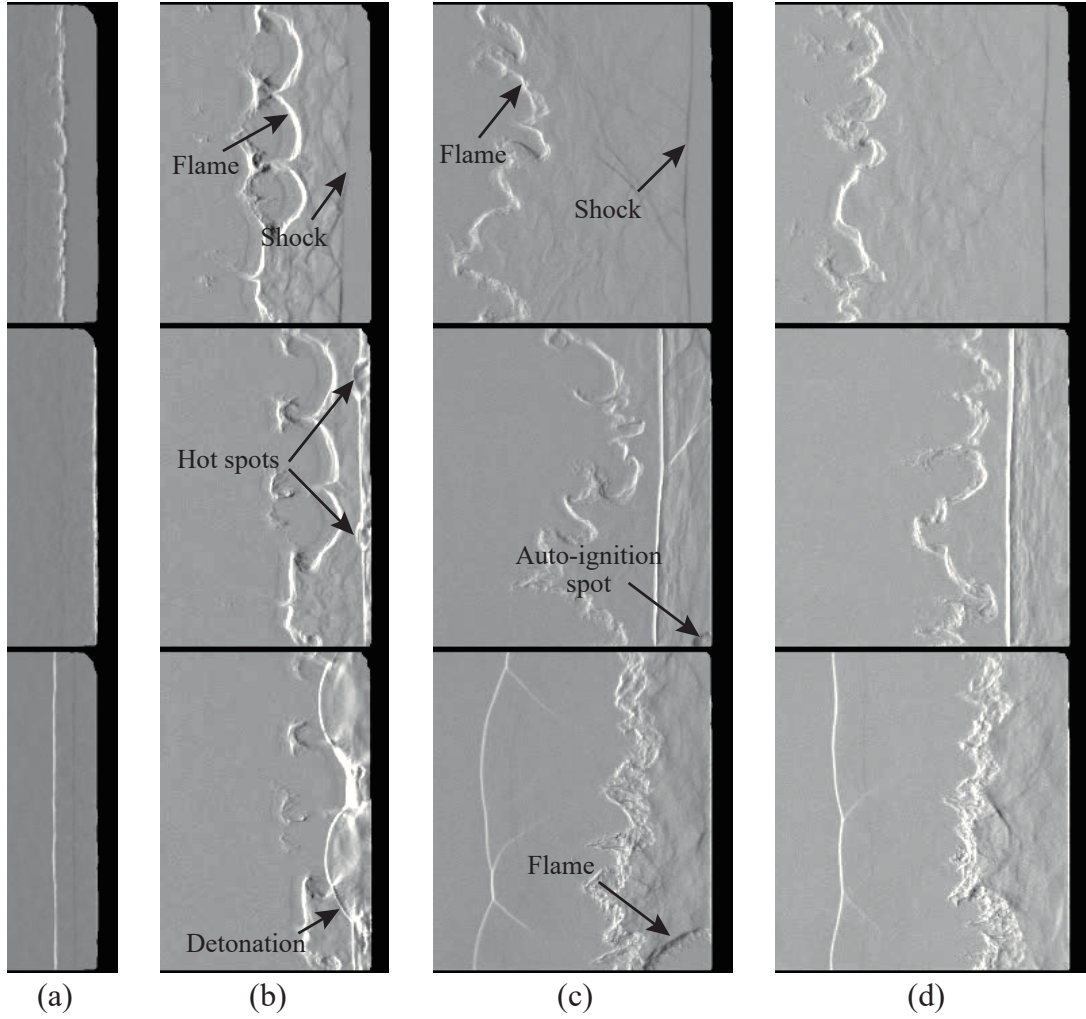 Flame
Shock
Flame
Shock
Hot spots
Auto-ignition
spot
Detonation
Flame
(a)
(b)
(c)
(d)